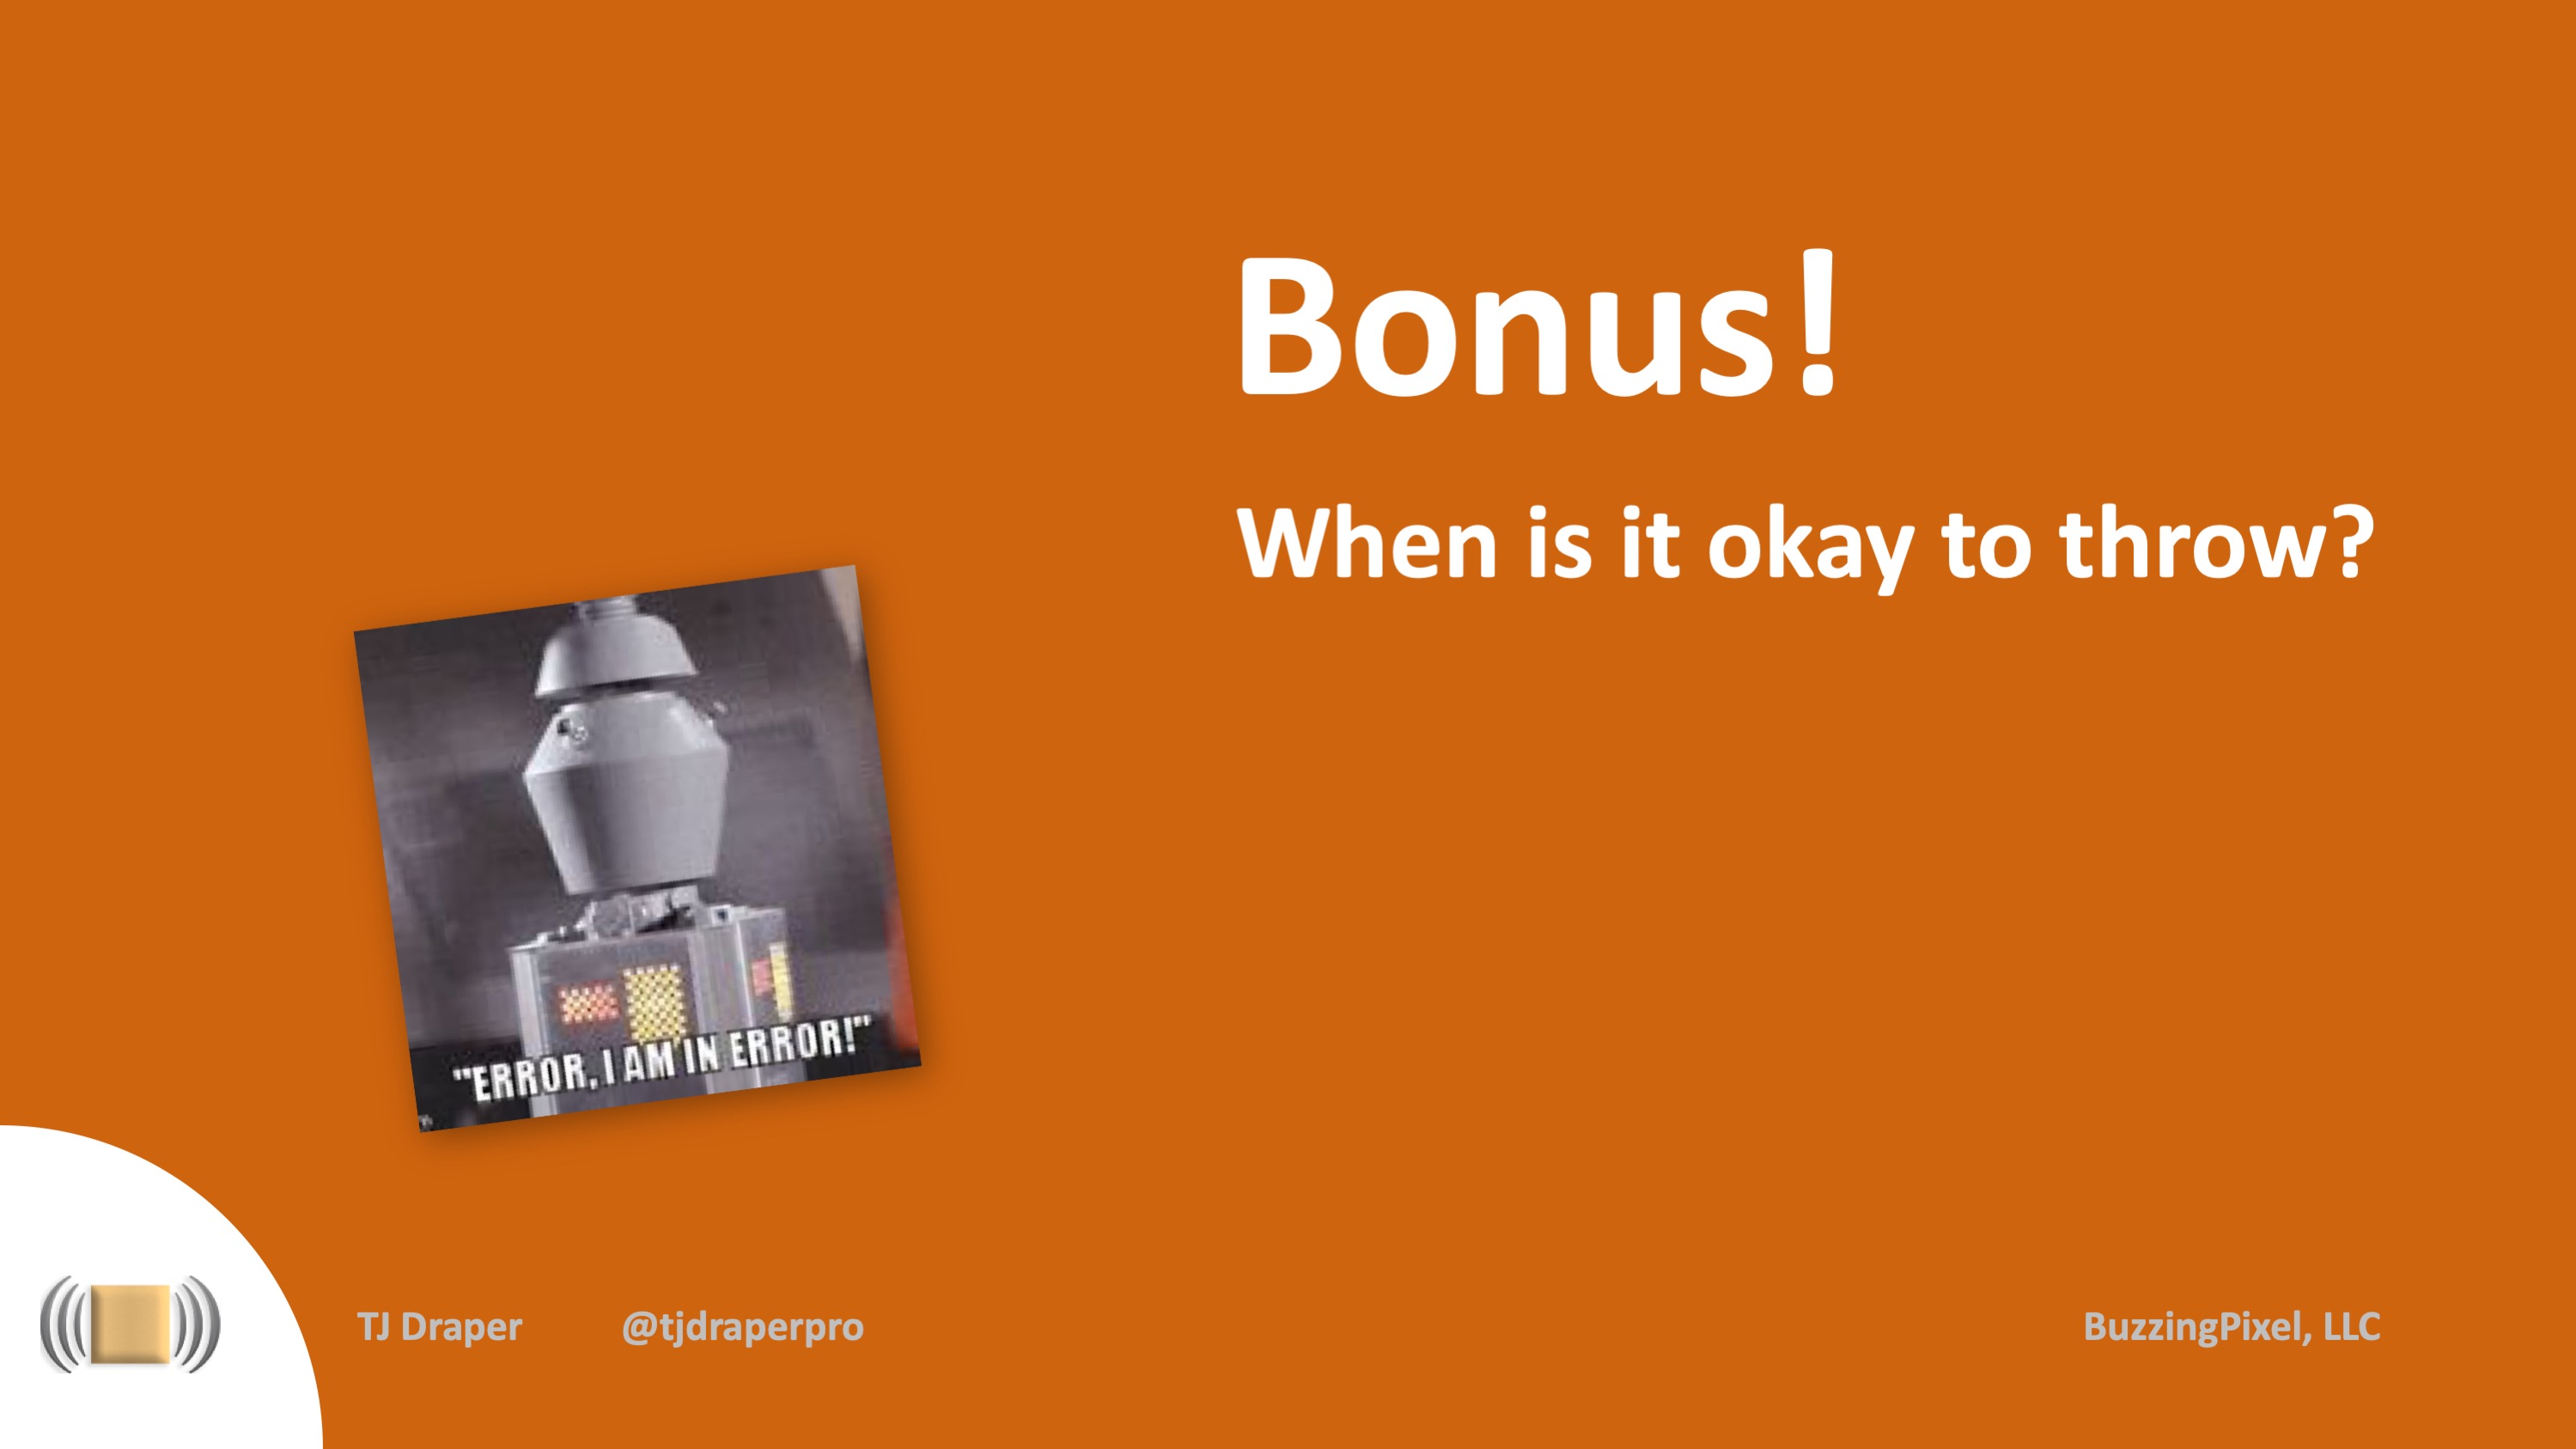 Bonus!
When is it okay to throw?
"ERROR, I AM IN ERROR!"
TJ Draper
@tjdraperpro
BuzzingPixel, LLC